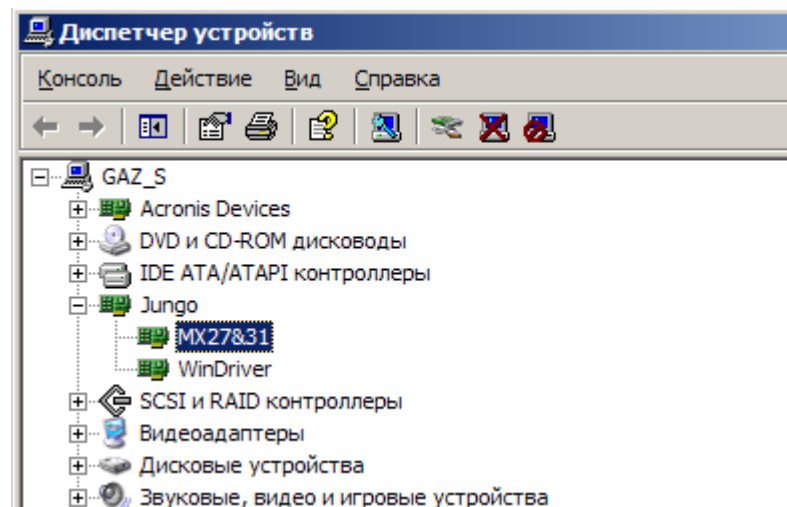 Диспетчер устройств
Консоль Действие Вид Справка
GAZ_S
Acronis Devices
DVD и CD-ROM дисководы
IDE ATA/ATAPI контроллеры
Jungo
MX27&31
WinDriver
SCSI и RAID контроллеры
Видеоадаптеры
Дисковые устройства
Звуковые, видео и игровые устройства